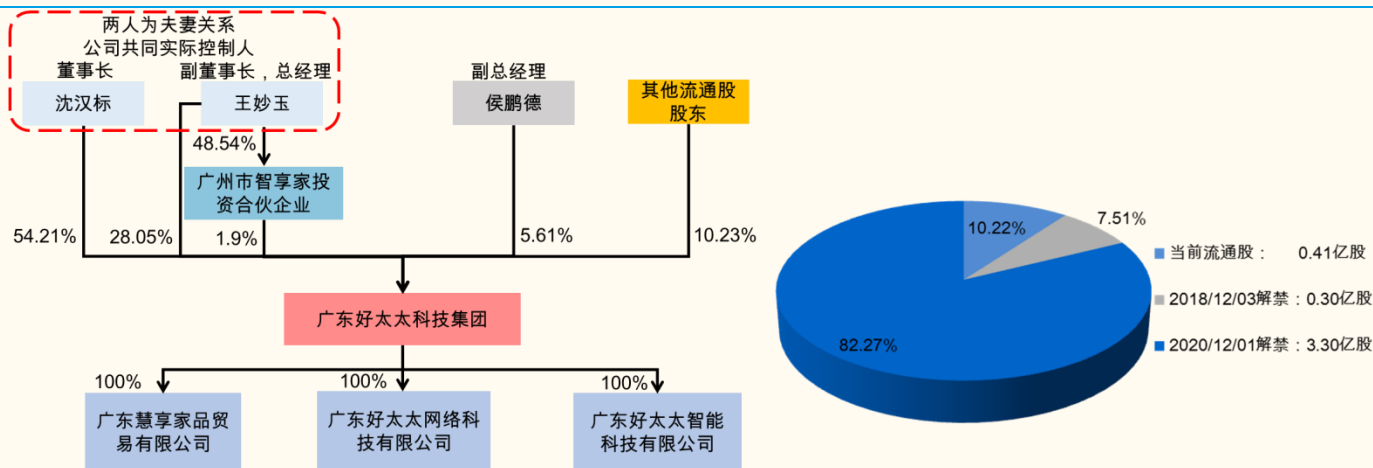 两人为夫妻关系
公司共同实际控制人
董事长
副董事长，总经理
副总经理
沈汉标
王妙玉
侯鹏德
其他流通股
股东
48.54%
广州市智享家投
资合伙企业
54.21%
28.05%
1.9%
5.61%
10.23%
广东好太太科技集团
100%
100%
100%
广东慧享家品贸
易有限公司
广东好太太网络科
技有限公司
广东好太太智能
科技有限公司
10.22%
7.51%
82.27%
当前流通股： 0.41亿股
2018/12/03解禁：0.30亿股
2020/12/01解禁：3.30亿股